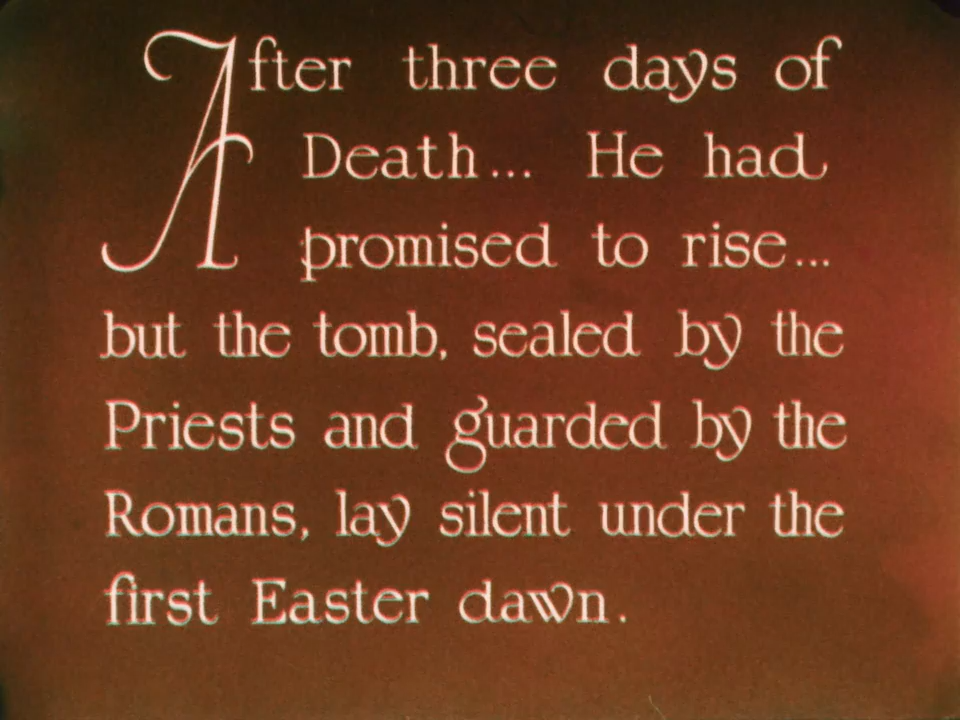 After three days of
Death... He had
promised to rise...
but the tomb, sealed by the
Priests and guarded by the
Romans, lay silent under the
first Easter dawn.